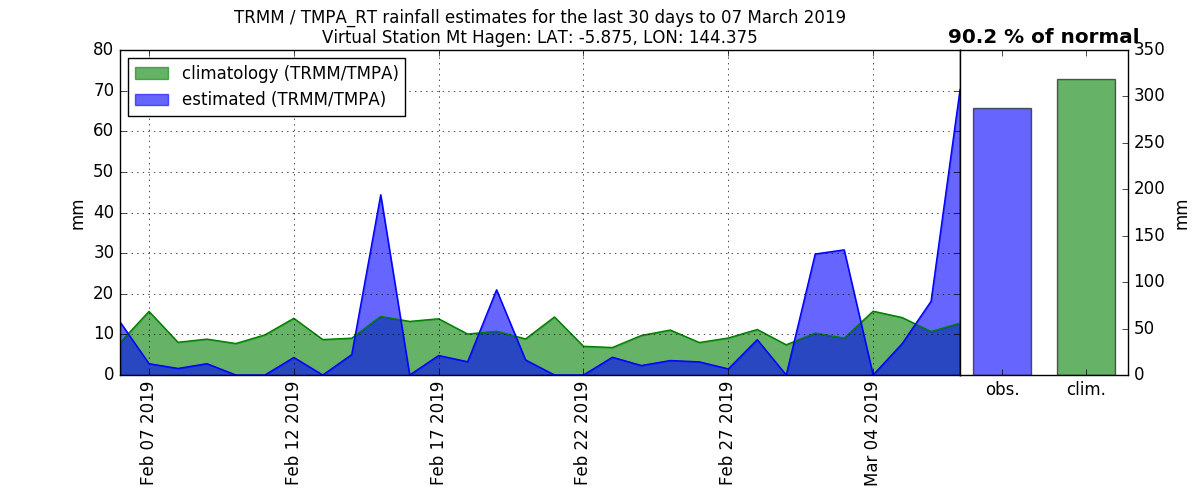 TRMM / TMPA_RT rainfall estimates for the last 30 days to 07 March 2019
Virtual Station Mt Hagen: LAT: -5.875, LON: 144.375
90.2 % of normal
climatology (TRMM/TMPA)
estimated (TRMM/TMPA)
80
70
60
50
40
30
20
10
0
mm
Feb 07 2019
Feb 12 2019
Feb 17 2019
Feb 22 2019
Feb 27 2019
Mar 04 2019
obs.
clim.
350
300
250
200
150
100
50
0
mm